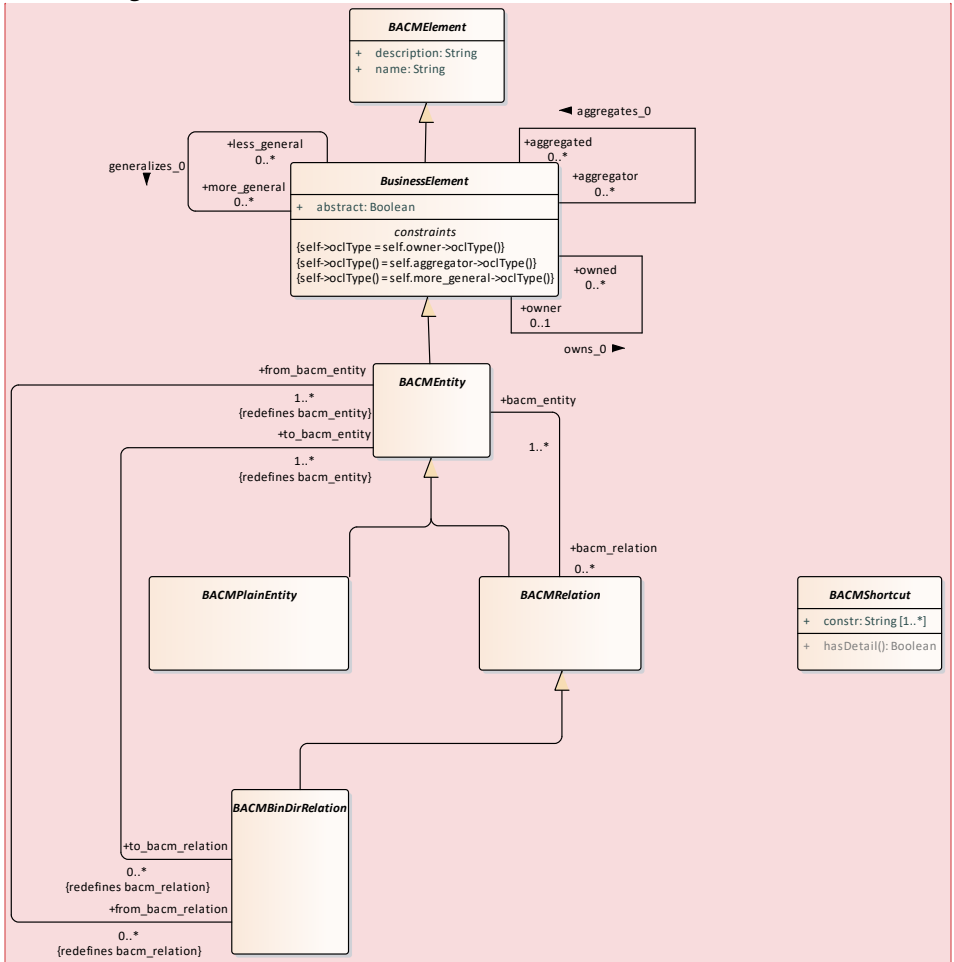 BACMElement
+ description: String
+ name: String
◄ aggregates_0
+less_general
0..*
generalizes_0
▼
+more_general
0..*
+aggregated
0..*
+aggregator
0..*
BusinessElement
+ abstract: Boolean
constraints
{self->oclType = self.owner->oclType()}
{self->oclType() = self.aggregator->oclType()}
{self->oclType() = self.more_general->oclType()}
+owned
0..*
+owner
0..1
owns_0 ►
+from_bacm_entity
1..*
{redefines bacm_entity}
+to_bacm_entity
1..*
{redefines bacm_entity}
BACMEntity
+bacm_entity
1..*
+bacm_relation
0..*
BACMPlainEntity
BACMRelation
BACMShortcut
+ constr: String [1..*]
+ hasDetail(): Boolean
BACMBinDirRelation
+to_bacm_relation
0..*
{redefines bacm_relation}
+from_bacm_relation
0..*
{redefines bacm_relation}